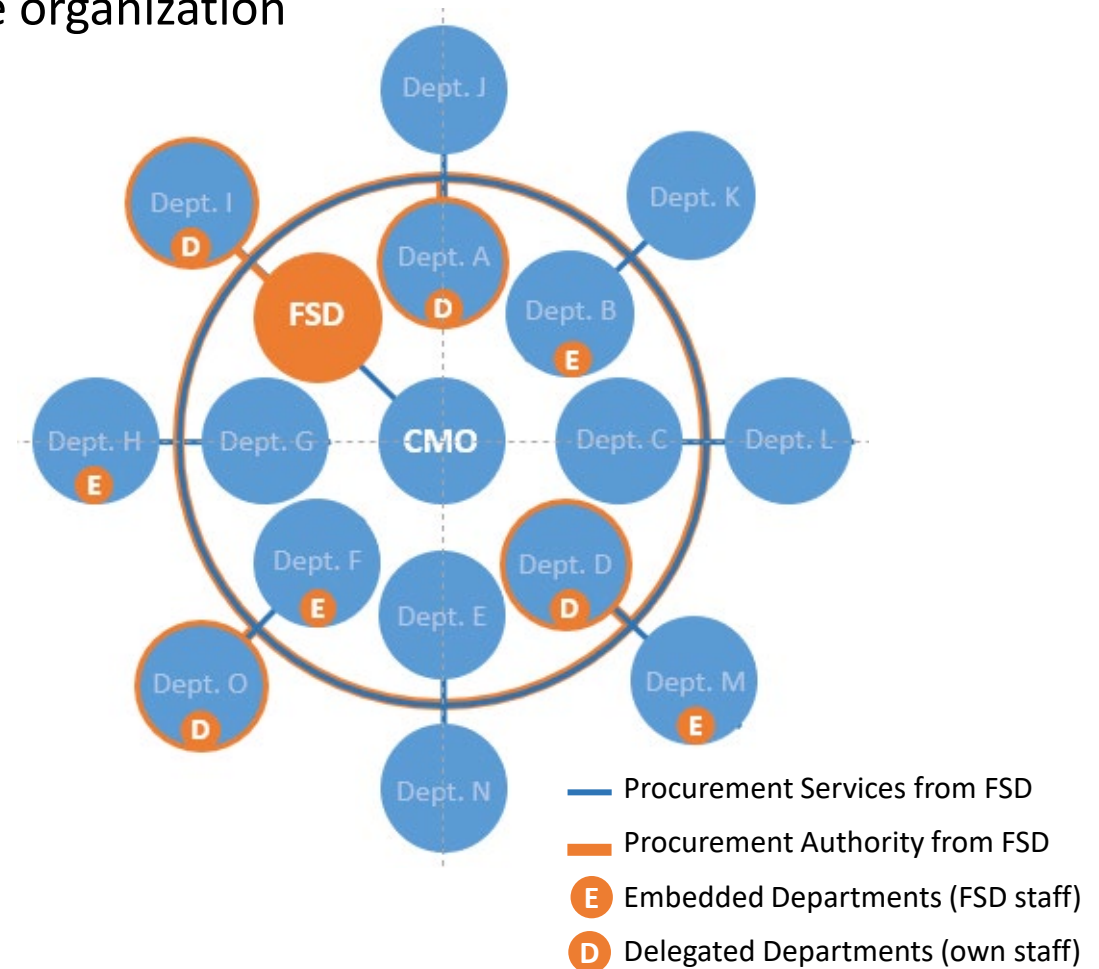 e organization
Dept. J
Dept. I
D
Dept. K
Dept. A
D
FSD
Dept. B
E
Dept. H
E
Dept. G
CMO
Dept. C
Dept. L
Dept. F
E
Dept. E
Dept. D
D
Dept. O
D
Dept. M
E
Dept. N
Procurement Services from FSD
Procurement Authority from FSD
E Embedded Departments (FSD staff)
D Delegated Departments (own staff)